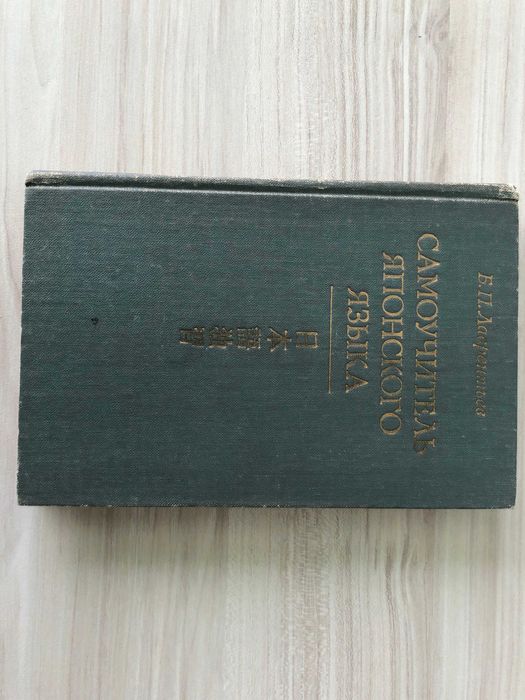 Б.П.Лаврентьев
САМОУЧИТЕЛЬ
ЯПОНСКОГО
ЯЗЫКА
日本語独習